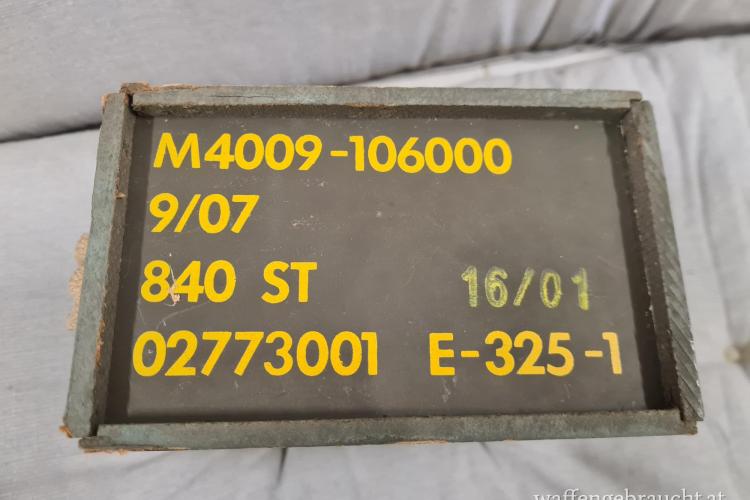 M4009-106000
9/07
840 ST 16/01
02773001 E-325-1
waffengebraucht.at